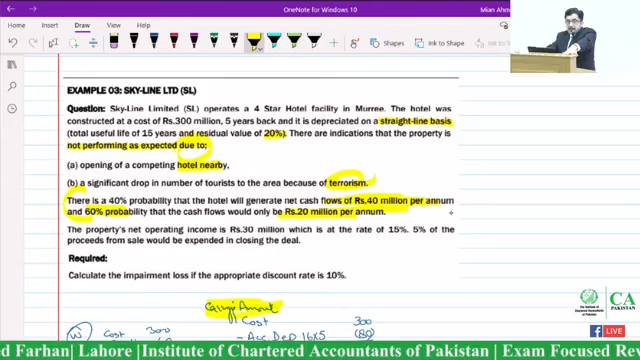 OneNote for Windows 10
Mian Ahm
Home
Insert
Draw
View
Shapes
Ink to Shape
Ink
EXAMPLE 03: SKY-LINE LTD (SL)
Question: Sky-Line Limited (SL) operates a 4 Star Hotel facility in Murree. The hotel was
constructed at a cost of Rs.300 million, 5 years back and it is depreciated on a straight-line basis
(total useful life of 15 years and residual value of 20%). There are indications that the property is
not performing as expected due to;
(a) opening of a competing hotel nearby,
(b) a significant drop in number of tourists to the area because of terrorism.
There is a 40% probability that the hotel will generate net cash flows of Rs.40 million per annum
and 60% probability that the cash flows would only be Rs.20 million per annum.
The property's net operating income is Rs.30 million which is at the rate of 15%. 5% of the
proceeds from sale would be expended in closing the deal.
Required:
Calculate the impairment loss if the appropriate discount rate is 10%.
Carrying Amount
Cost 300
W Cost 300 - Acc Dep 16x5 (80)
CA
PAKISTAN
LIVE
d Farhan| Lahore |Institute of Chartered Accountants of Pakistan | Exam Focused Rev